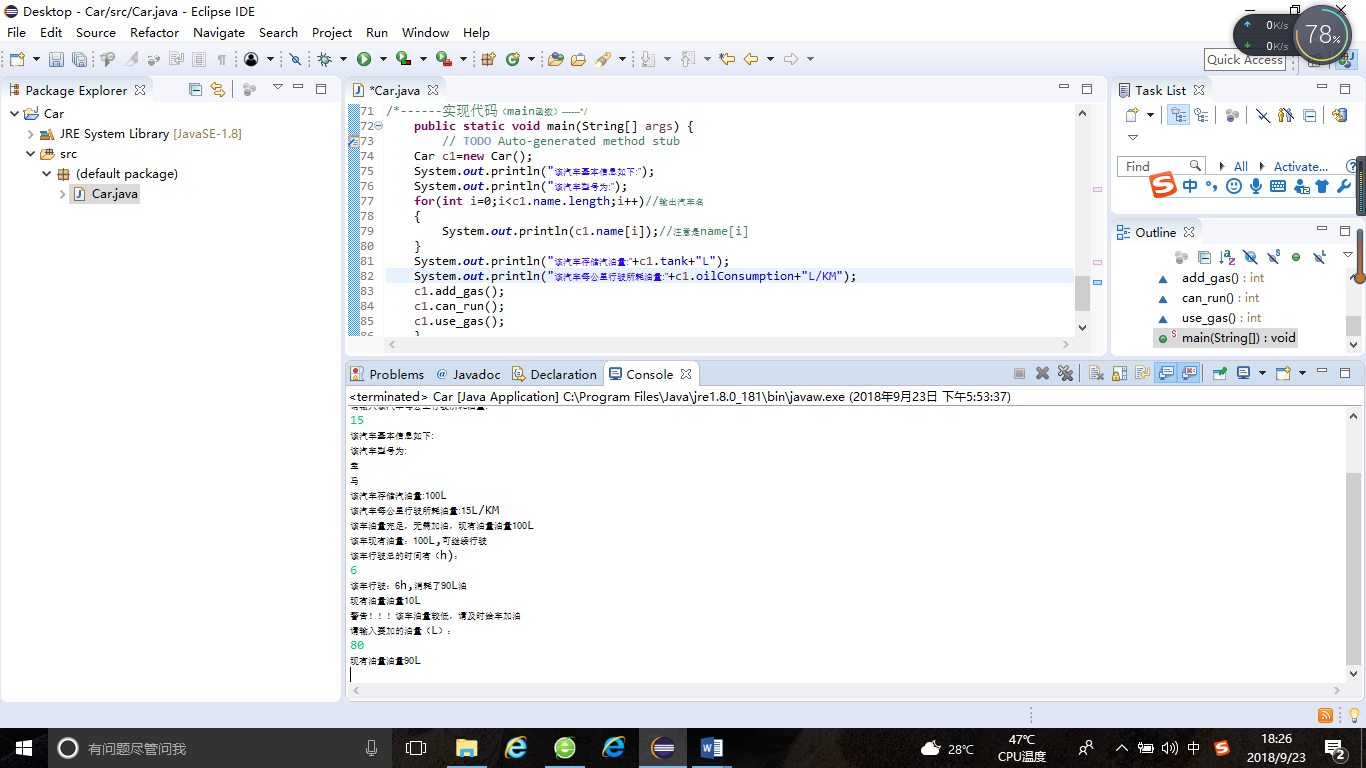 Desktop - Car/src/Car.java - Eclipse IDE
File Edit Source Refactor Navigate Search Project Run Window Help
0K/s
0K/s
78%
Quick Access
Package Explorer
Car
JRE System Library [JavaSE-1.8]
src
(default package)
Car.java
*Car.java
71 /*------实现代码（main函数）------*/
72 public static void main(String[] args) {
73 // TODO Auto-generated method stub
74 Car c1=new Car();
75 System.out.println("该汽车基本信息如下:");
76 System.out.println("该汽车型号为:");
77 for(int i=0;i<c1.name.length;i++)//输出汽车名
78 {
79 System.out.println(c1.name[i]);//注意是name[i]
80 }
81 System.out.println("该汽车存储汽油量:"+c1.tank+"L");
82 System.out.println("该汽车每公里行驶所耗油量:"+c1.oilConsumption+"L/KM");
83 c1.add_gas();
84 c1.can_run();
85 c1.use_gas();
86 }
Task List
Find
All
Activate...
中
Outline
add_gas() : int
can_run() : int
use_gas() : int
main(String[]) : void
Problems @ Javadoc Declaration Console
<terminated> Car [Java Application] C:\Program Files\Java\jre1.8.0_181\bin\javaw.exe (2018年9月23日 下午5:53:37)
15
该汽车基本信息如下:
该汽车型号为:
宝
马
该汽车存储汽油量:100L
该汽车每公里行驶所耗油量:15L/KM
该车油量充足，无需加油，现有油量油量100L
该车现有油量：100L,可继续行驶
该车行驶总的时间有（h）：
6
该车行驶：6h,消耗了90L油
现有油量油量10L
警告！！！该车油量较低，请及时给车加油
请输入要加的油量（L）：
80
现有油量油量90L
有问题尽管问我
28℃
47℃
CPU温度
中
18:26
2018/9/23
2